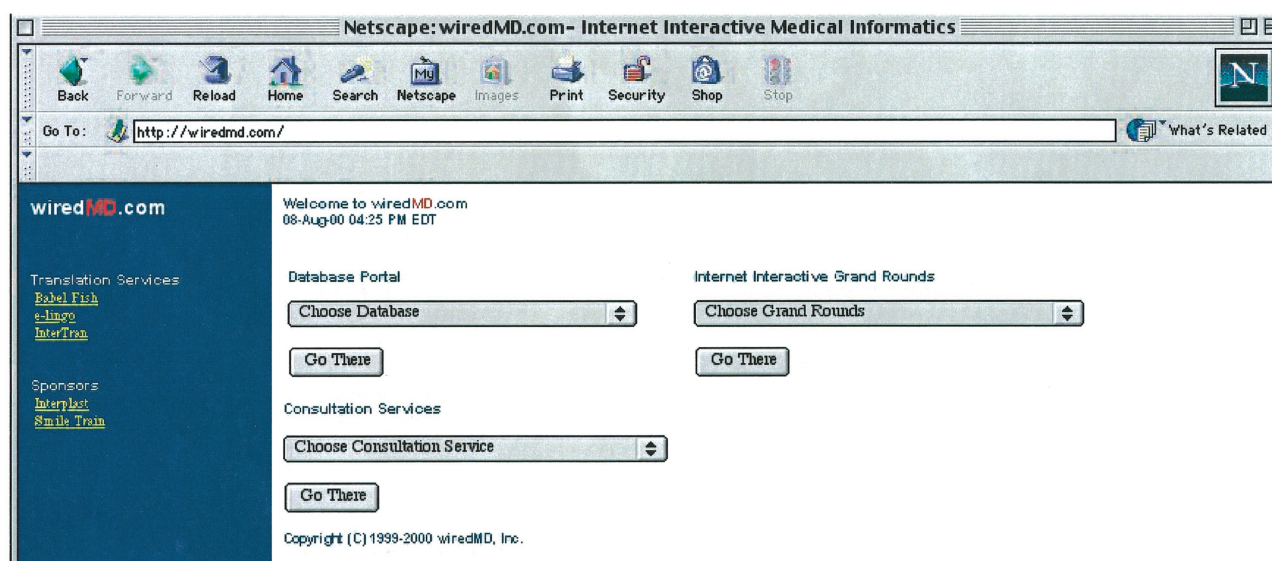 Netscape: wiredMD.com- Internet Interactive Medical Informatics
Back Forward Reload Home Search Netscape Images Print Security Shop Stop
My
N
Go To: http://wiredmd.com/ What's Related
wiredMD.com
Translation Services
Babel Fish
e-lingo
InterTran
Sponsors
Interplast
Smile Train
Welcome to wiredMD.com
08-Aug-00 04:25 PM EDT
Database Portal
Choose Database
Go There
Internet Interactive Grand Rounds
Choose Grand Rounds
Go There
Consultation Services
Choose Consultation Service
Go There
Copyright (C) 1999-2000 wiredMD, Inc.